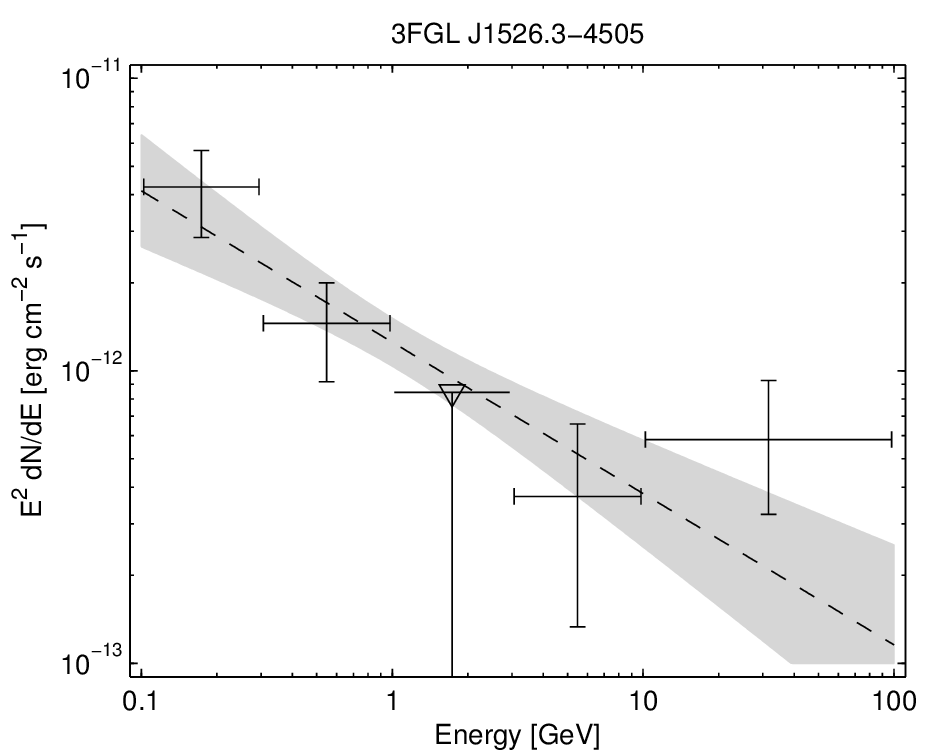 3FGL J1526.3−4505
10⁻¹¹
10⁻¹²
10⁻¹³
E² dN/dE [erg cm⁻² s⁻¹]
0.1 1 10 100
Energy [GeV]